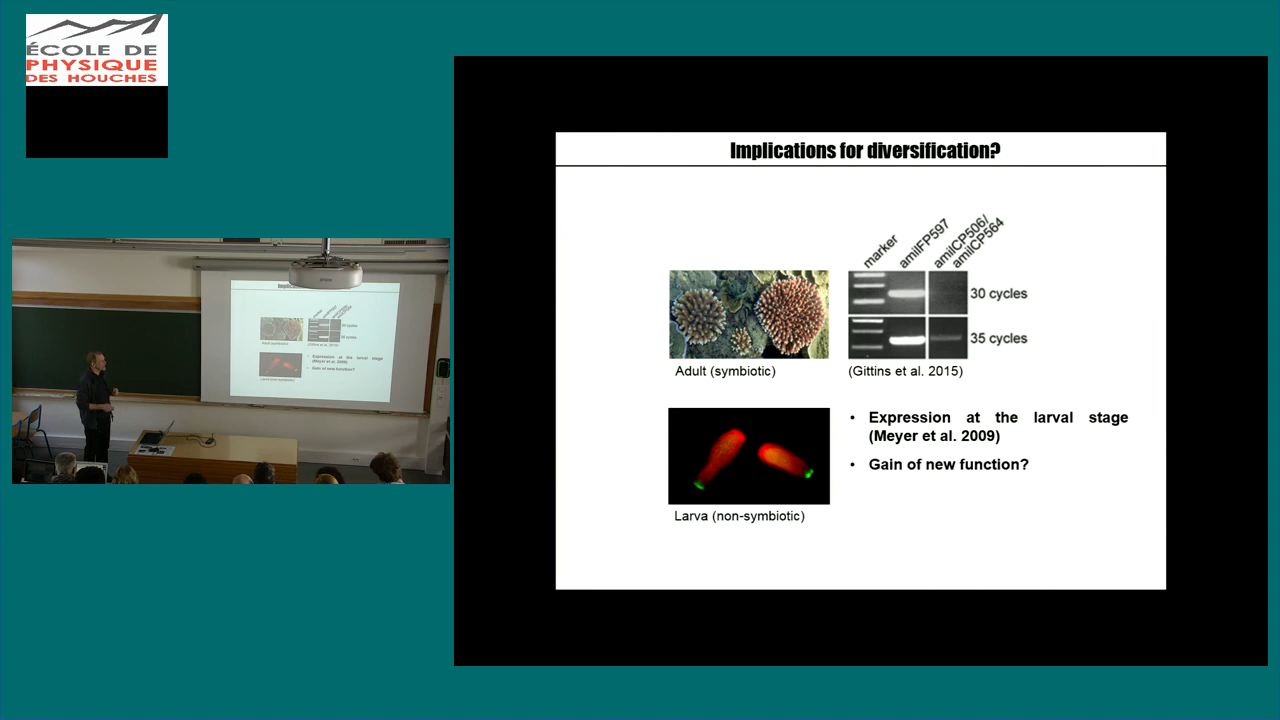 ÉCOLE DE
PHYSIQUE
DES HOUCHES
Implications for diversification?
marker
amilFP597
amilCP506/
amilCP564
30 cycles
35 cycles
Adult (symbiotic)
(Gittins et al. 2015)
• Expression at the larval stage
(Meyer et al. 2009)
• Gain of new function?
Larva (non-symbiotic)